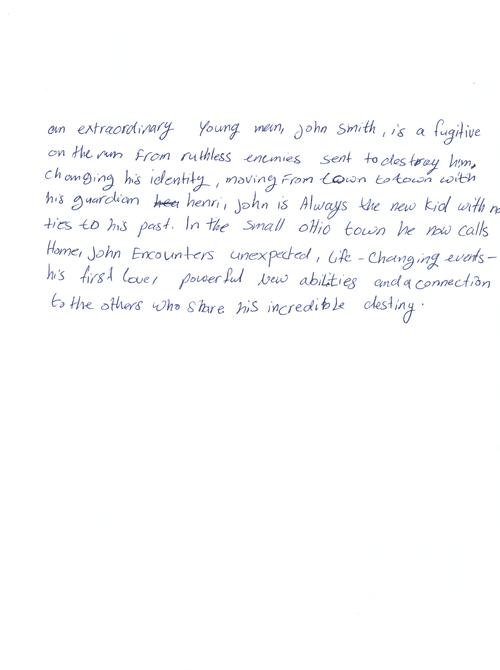 an extraordinary Young man, John Smith, is a fugitive
on the run From ruthless enemies sent to destroy him.
Changing his identity, moving From town to town with
his guardian henri, John is Always the new kid with no
ties to his past. In the small ohio town he now calls
Home, John Encounters unexpected, Life - Changing events -
his first love, powerful new abilities and a connection
to the others who share his incredible destiny.